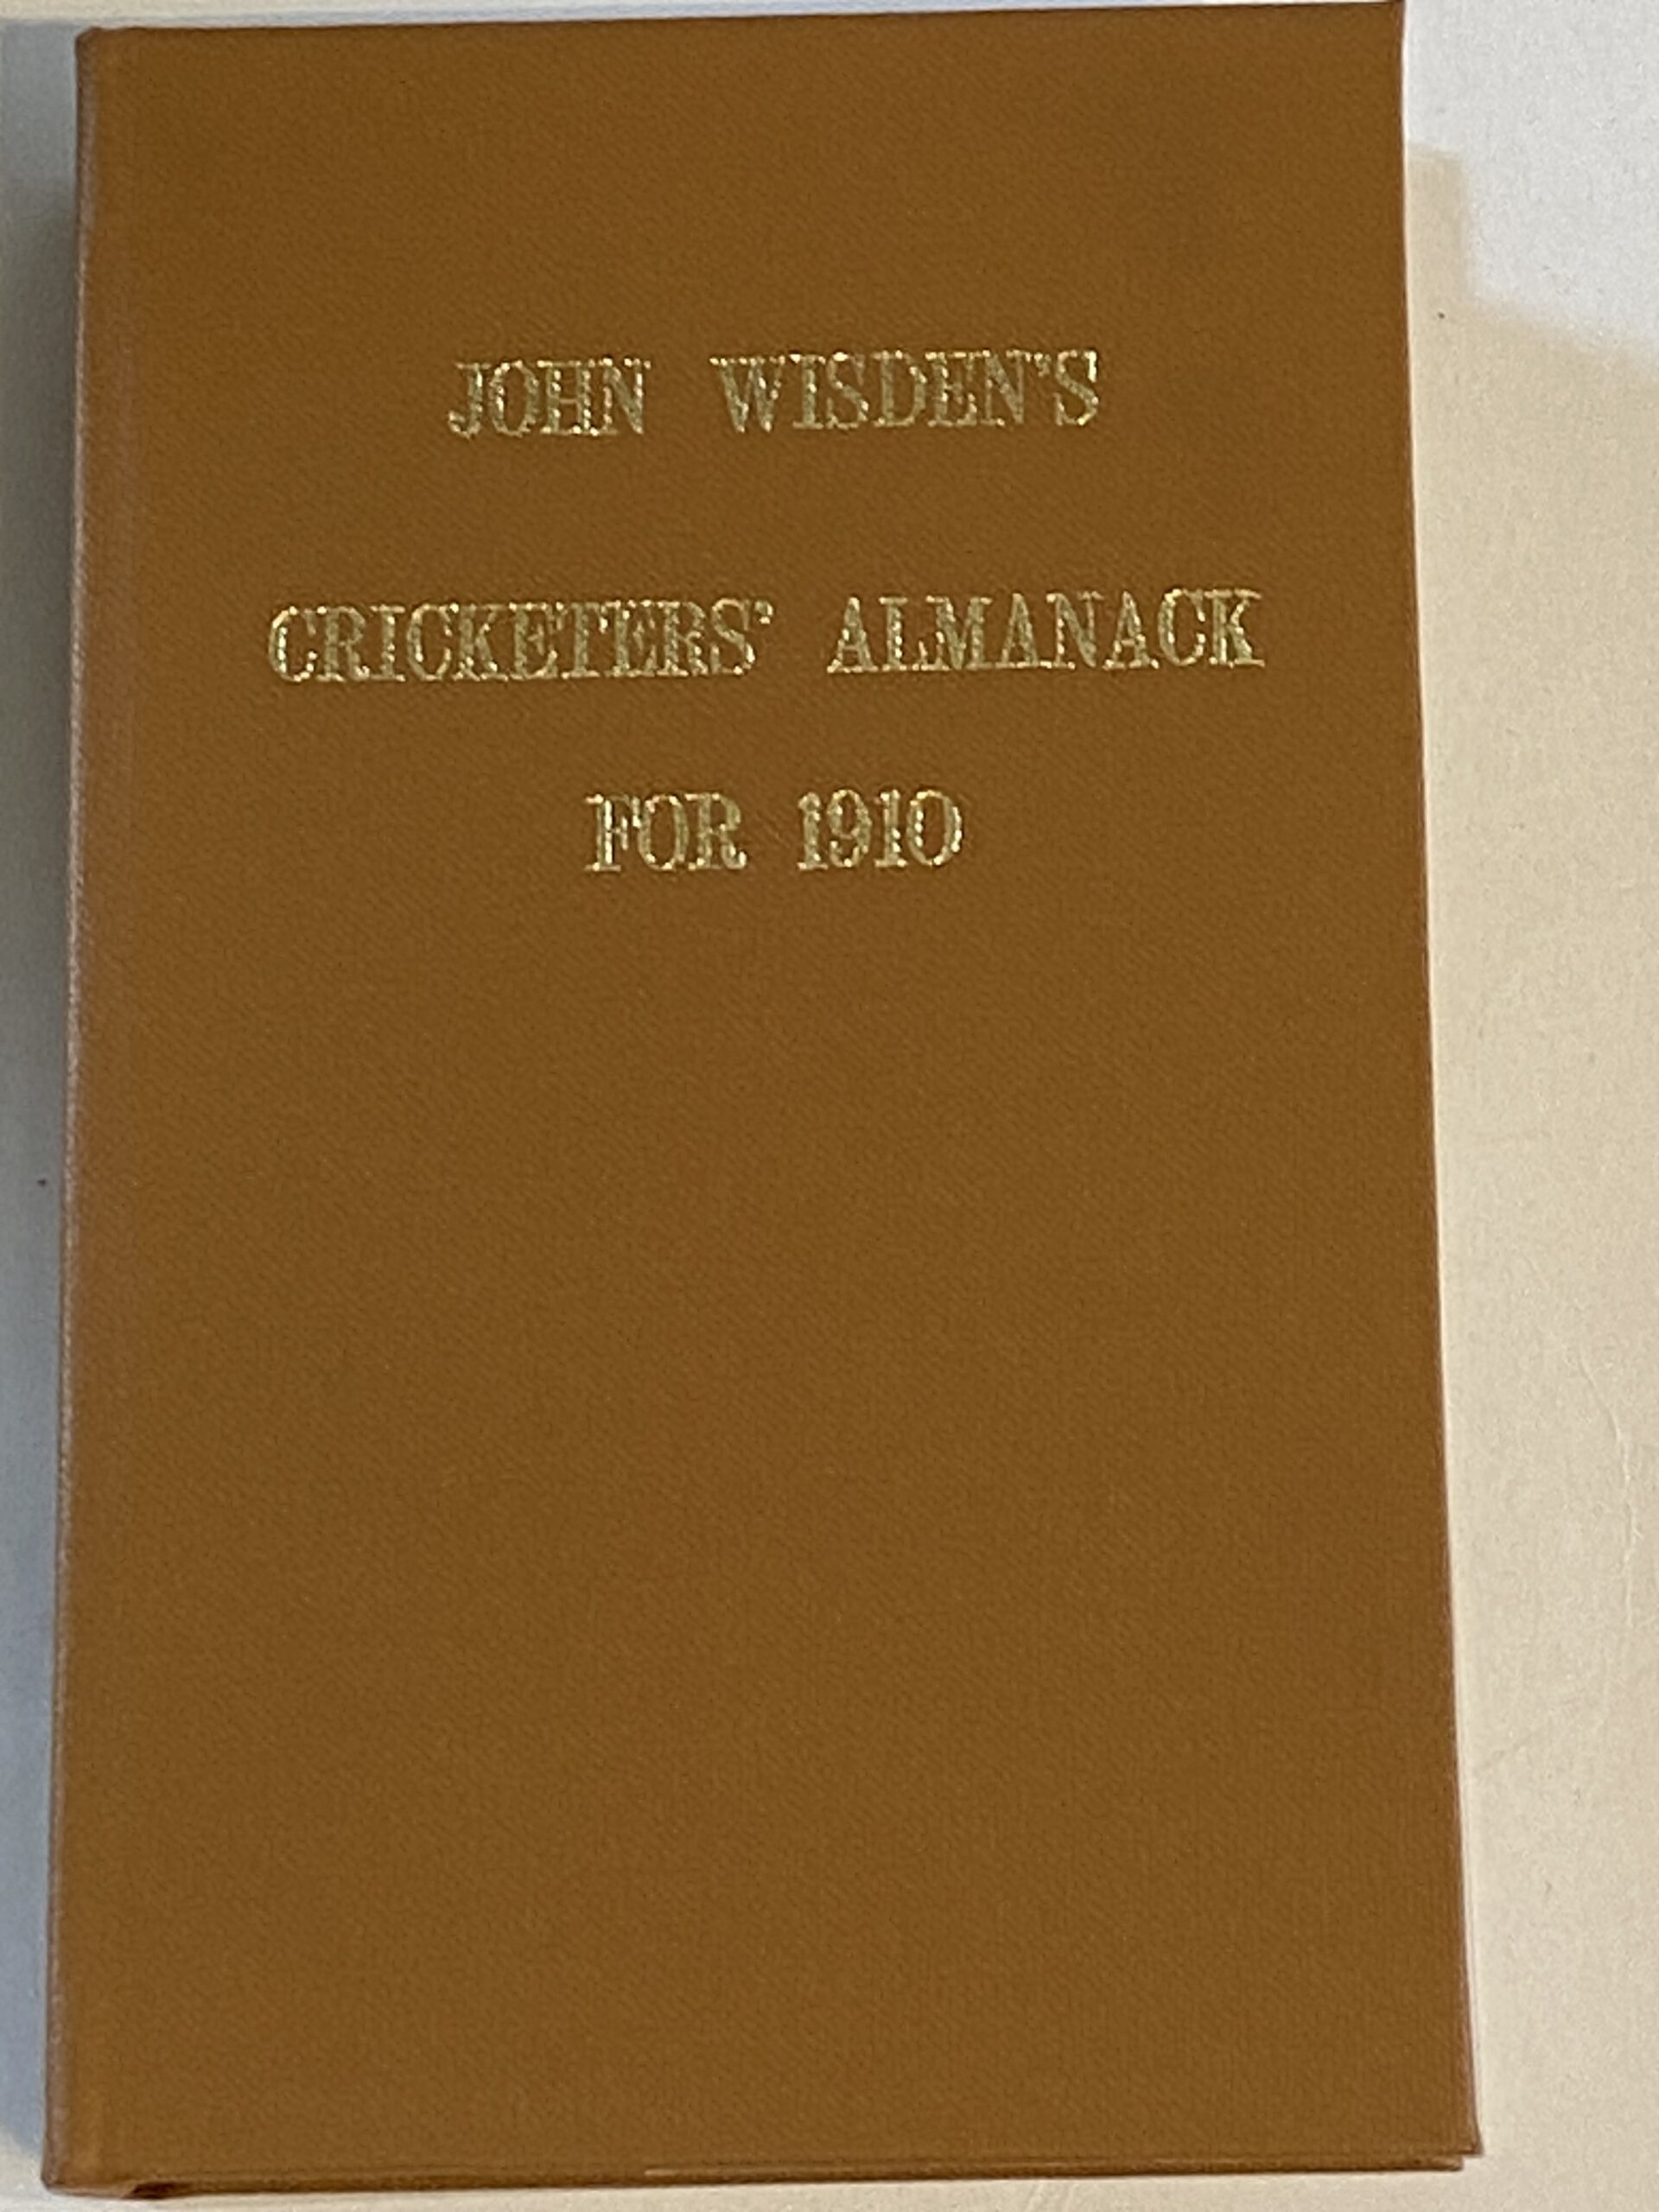 JOHN WISDEN'S
CRICKETERS' ALMANACK
FOR 1910